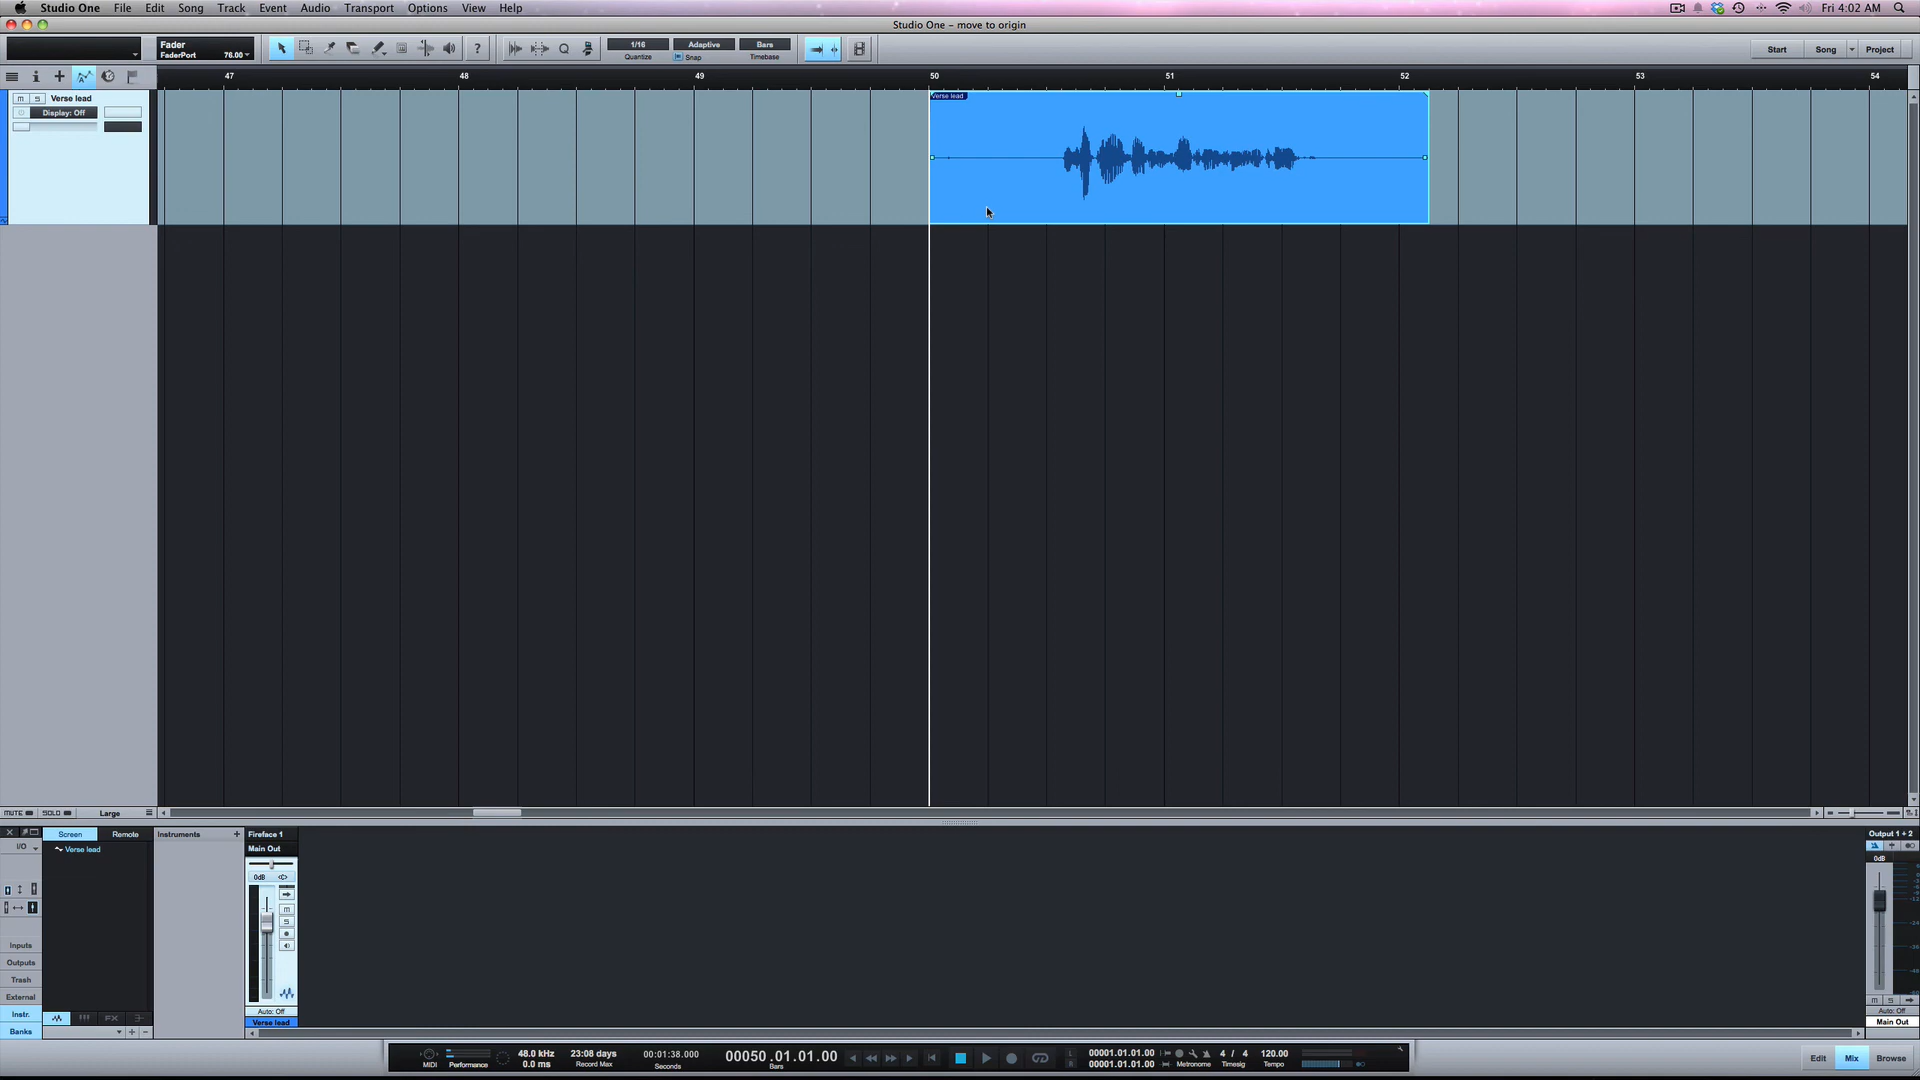 Studio One File Edit Song Track Event Audio Transport Options View Help Fri 4:02 AM
Studio One – move to origin
Fader
FaderPort 76.00
?
Q
1/16 Adaptive Bars
Quantize Snap Timebase
Start Song Project
47 48 49 50 51 52 53 54
M S Verse lead
Display: Off
Verse lead
MUTE SOLO Large
Screen Remote Instruments + Fireface 1 Output 1 + 2
I/O Verse lead Main Out
0dB <C> 0dB
M
S
Inputs
Outputs
Trash
External
Instr.
Banks
FX
Auto: Off
Verse lead
M S
Auto: Off
Main Out
MIDI Performance
48.0 kHz
0.0 ms
23:08 days
Record Max
00:01:38.000
Seconds
00050.01.01.00
Bars
L 00001.01.01.00
R 00001.01.01.00
Metronome
4 / 4
Timesig
120.00
Tempo
Edit Mix Browse